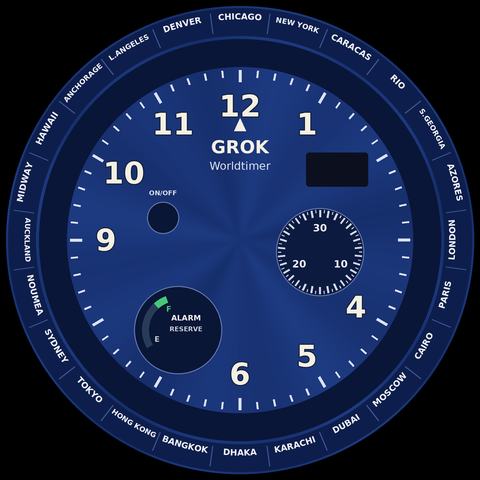 CHICAGO
NEW YORK
CARACAS
RIO
S.GEORGIA
AZORES
LONDON
PARIS
CAIRO
MOSCOW
DUBAI
KARACHI
DHAKA
BANGKOK
HONG KONG
TOKYO
SYDNEY
NOUMEA
AUCKLAND
MIDWAY
HAWAII
ANCHORAGE
L.ANGELES
DENVER
12
1
4
5
6
9
10
11
GROK
Worldtimer
ON/OFF
30
20 10
F
ALARM
RESERVE
E